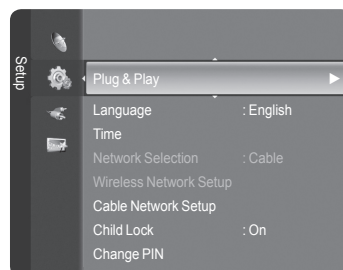 Setup
Plug & Play
Language : English
Time
Network Selection : Cable
Wireless Network Setup
Cable Network Setup
Child Lock : On
Change PIN